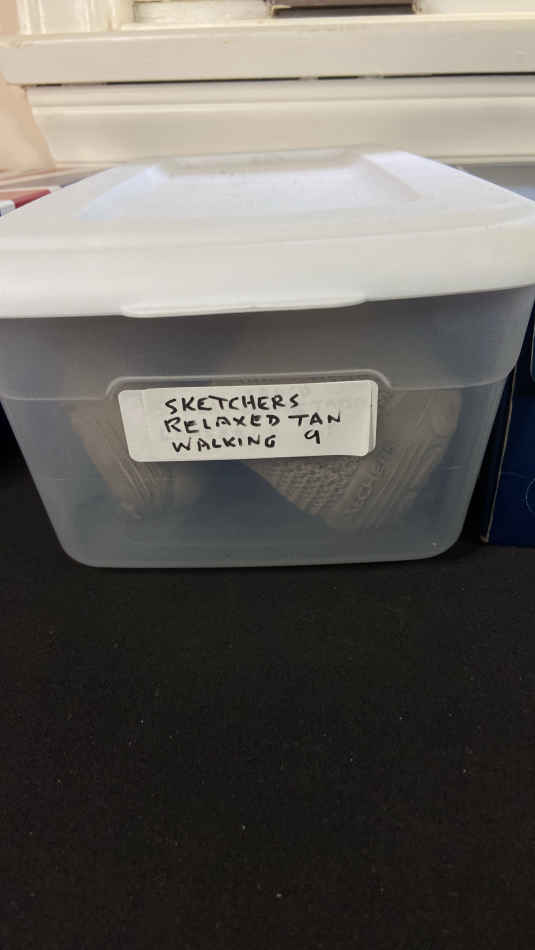 SKETCHERS
RELAXED TAN
WALKING 9